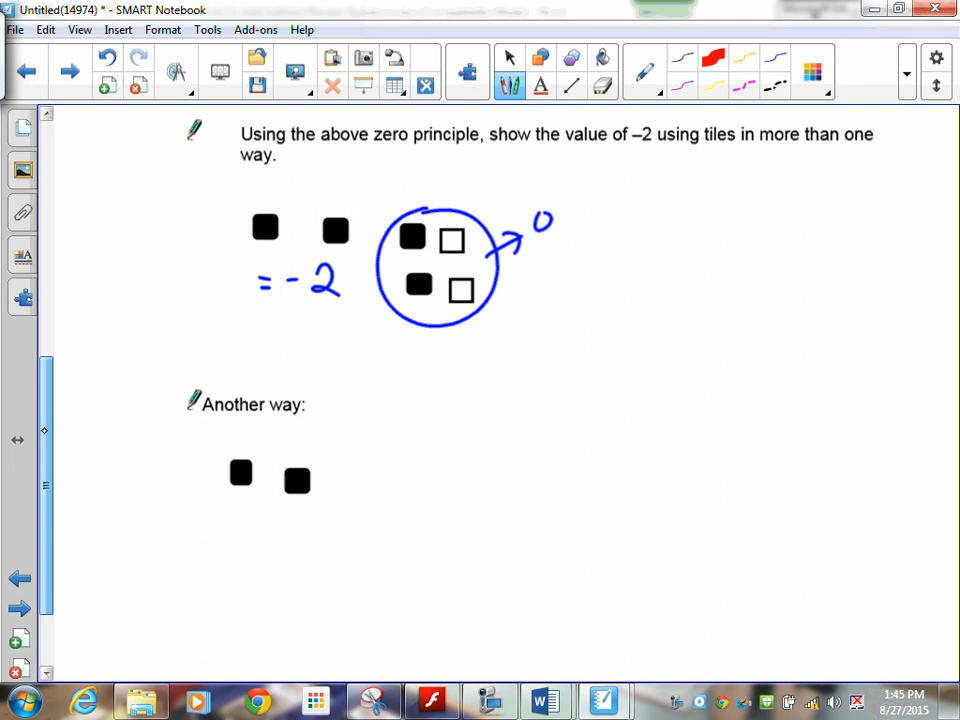 Untitled(14974) * - SMART Notebook
File Edit View Insert Format Tools Add-ons Help
Using the above zero principle, show the value of –2 using tiles in more than one
way.
0
= - 2
Another way:
1:45 PM
8/27/2015